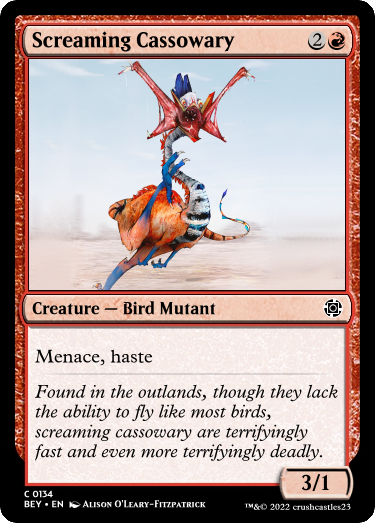 Screaming Cassowary 2
Creature — Bird Mutant
Menace, haste
Found in the outlands, though they lack
the ability to fly like most birds,
screaming cassowary are terrifyingly
fast and even more terrifyingly deadly.
3/1
C 0134
BEY • EN Alison O'Leary-Fitzpatrick
™&© 2022 crushcastles23